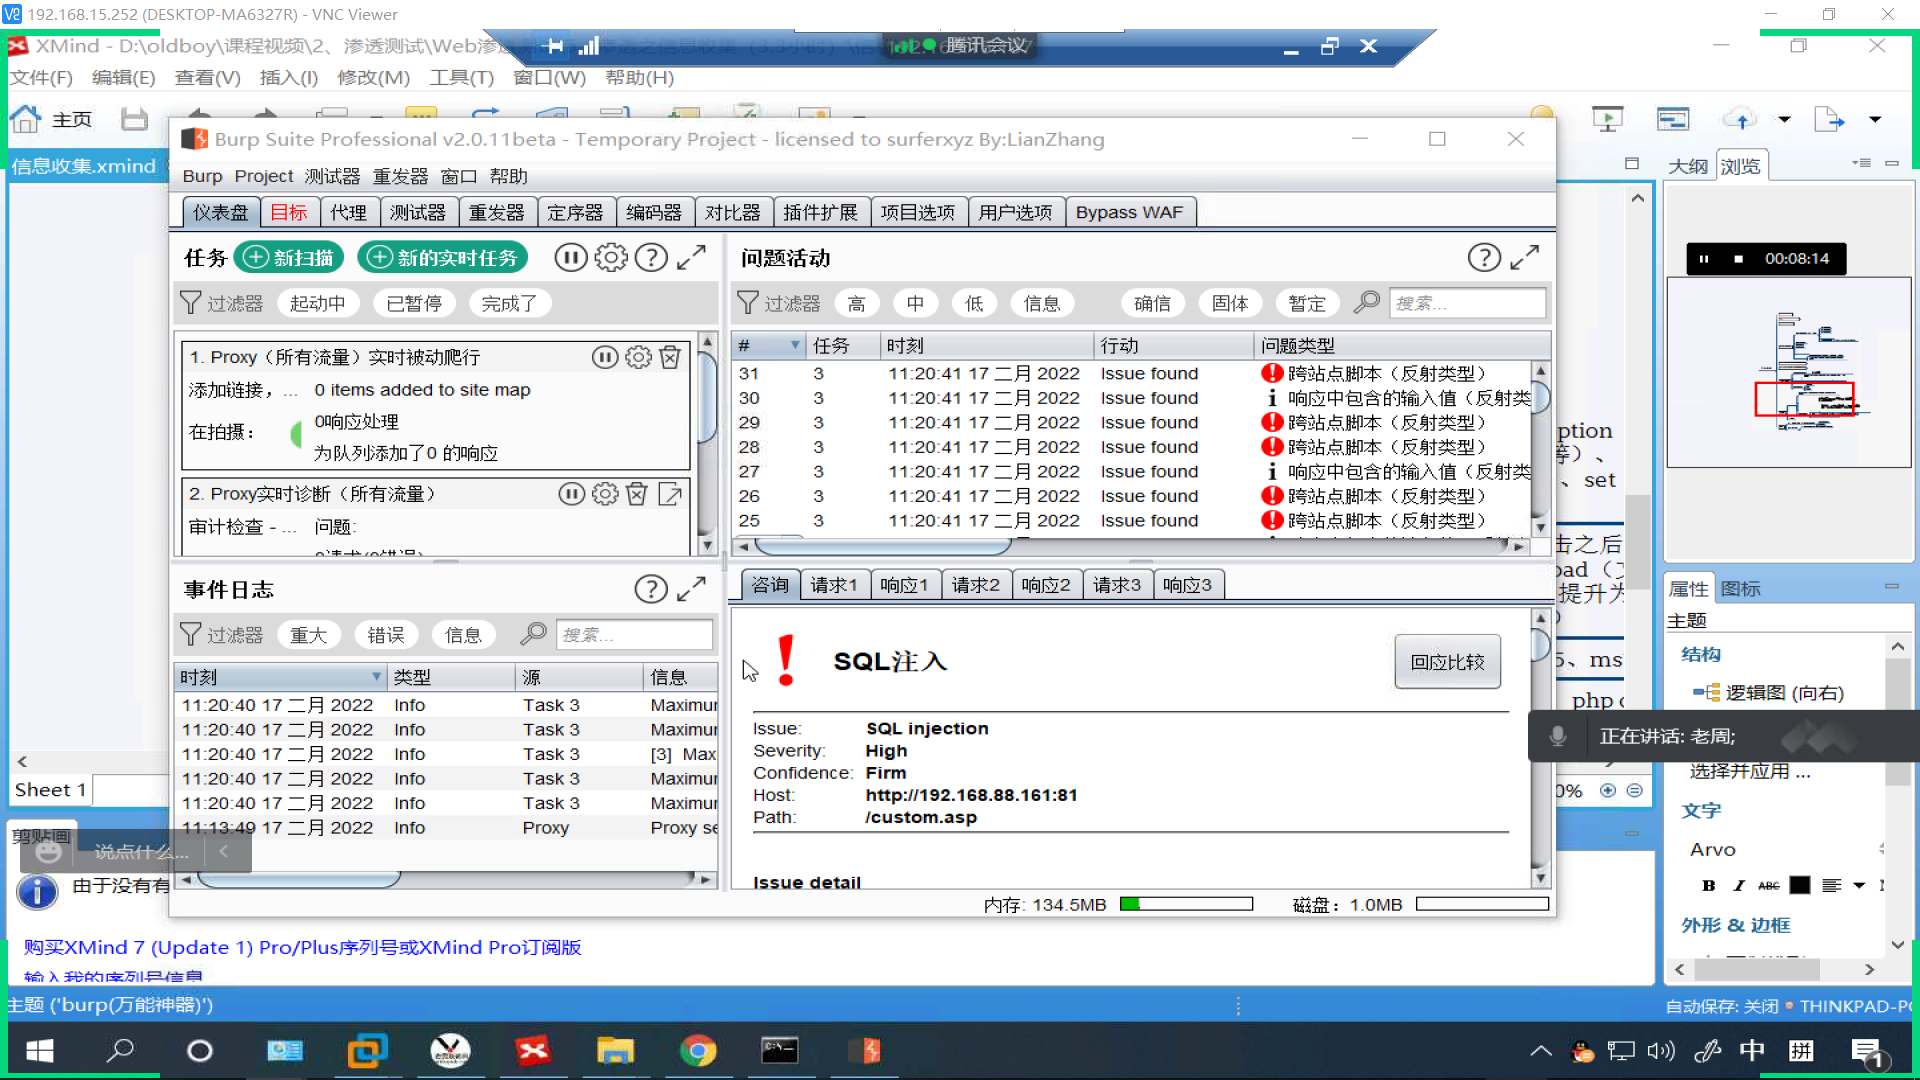 192.168.15.252 (DESKTOP-MA6327R) - VNC Viewer
XMind - D:\oldboy\课程视频\2、渗透测试\Web渗
腾讯会议
文件(F) 编辑(E) 查看(V) 插入(I) 修改(M) 工具(T) 窗口(W) 帮助(H)
主页
信息收集.xmind
Burp Suite Professional v2.0.11beta - Temporary Project - licensed to surferxyz By:LianZhang
Burp Project 测试器 重发器 窗口 帮助
仪表盘 目标 代理 测试器 重发器 定序器 编码器 对比器 插件扩展 项目选项 用户选项 Bypass WAF
任务 新扫描 新的实时任务
过滤器 起动中 已暂停 完成了
1. Proxy（所有流量）实时被动爬行
添加链接，... 0 items added to site map
在拍摄： 0响应处理
为队列添加了0 的响应
2. Proxy实时诊断（所有流量）
审计检查 - ... 问题:
问题活动
过滤器 高 中 低 信息 确信 固体 暂定 搜索...
# 任务 时刻 行动 问题类型
31 3 11:20:41 17 二月 2022 Issue found 跨站点脚本（反射类型）
30 3 11:20:41 17 二月 2022 Issue found 响应中包含的输入值（反射类
29 3 11:20:41 17 二月 2022 Issue found 跨站点脚本（反射类型）
28 3 11:20:41 17 二月 2022 Issue found 跨站点脚本（反射类型）
27 3 11:20:41 17 二月 2022 Issue found 响应中包含的输入值（反射类
26 3 11:20:41 17 二月 2022 Issue found 跨站点脚本（反射类型）
25 3 11:20:41 17 二月 2022 Issue found 跨站点脚本（反射类型）
事件日志
过滤器 重大 错误 信息 搜索...
时刻 类型 源 信息
11:20:40 17 二月 2022 Info Task 3 Maximur
11:20:40 17 二月 2022 Info Task 3 Maximur
11:20:40 17 二月 2022 Info Task 3 [3] Max
11:20:40 17 二月 2022 Info Task 3 Maximur
11:20:40 17 二月 2022 Info Task 3 Maximur
11:13:49 17 二月 2022 Info Proxy Proxy se
咨询 请求1 响应1 请求2 响应2 请求3 响应3
SQL注入
回应比较
Issue: SQL injection
Severity: High
Confidence: Firm
Host: http://192.168.88.161:81
Path: /custom.asp
Issue detail
内存: 134.5MB 磁盘：1.0MB
大纲 浏览
00:08:14
ption
等）、
、set
击之后
oad（
提升为
5、ms
php
属性 图标
主题
结构
逻辑图 (向右)
正在讲话: 老周;
选择并应用 ...
文字
Arvo
B I ABC
外形 & 边框
0%
Sheet 1
剪贴画
说点什么...
由于没有有
购买XMind 7 (Update 1) Pro/Plus序列号或XMind Pro订阅版
输入我的序列号信息
主题 ('burp(万能神器)')
自动保存: 关闭 THINKPAD-P
中 拼 1